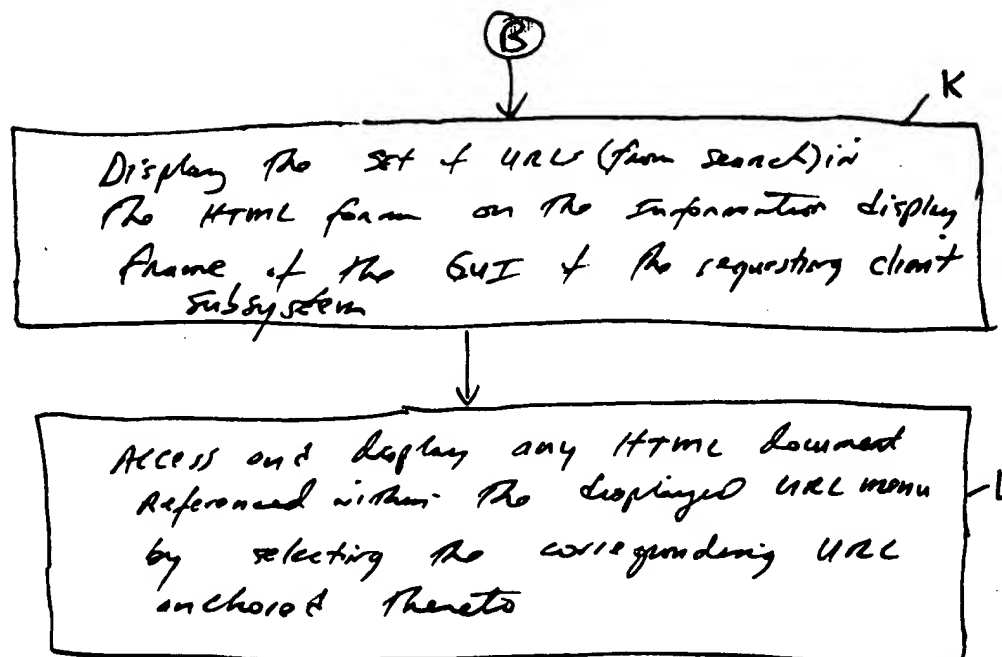 B
K
Display the set of URLs (from search) in
the HTML form on the Information display
frame of the GUI of the requesting client
subsystem
Access and display any HTML document
Referenced within the displayed URL menu
by selecting the corresponding URL
anchored thereto
L